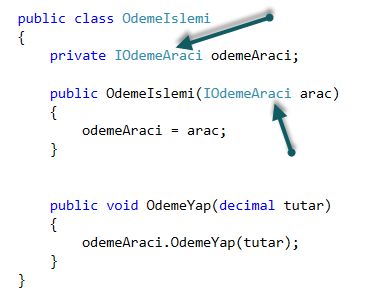 public class OdemeIslemi
{
    private IOdemeAraci odemeAraci;
    public OdemeIslemi(IOdemeAraci arac)
    {
        odemeAraci = arac;
    }
    public void OdemeYap(decimal tutar)
    {
        odemeAraci.OdemeYap(tutar);
    }
}